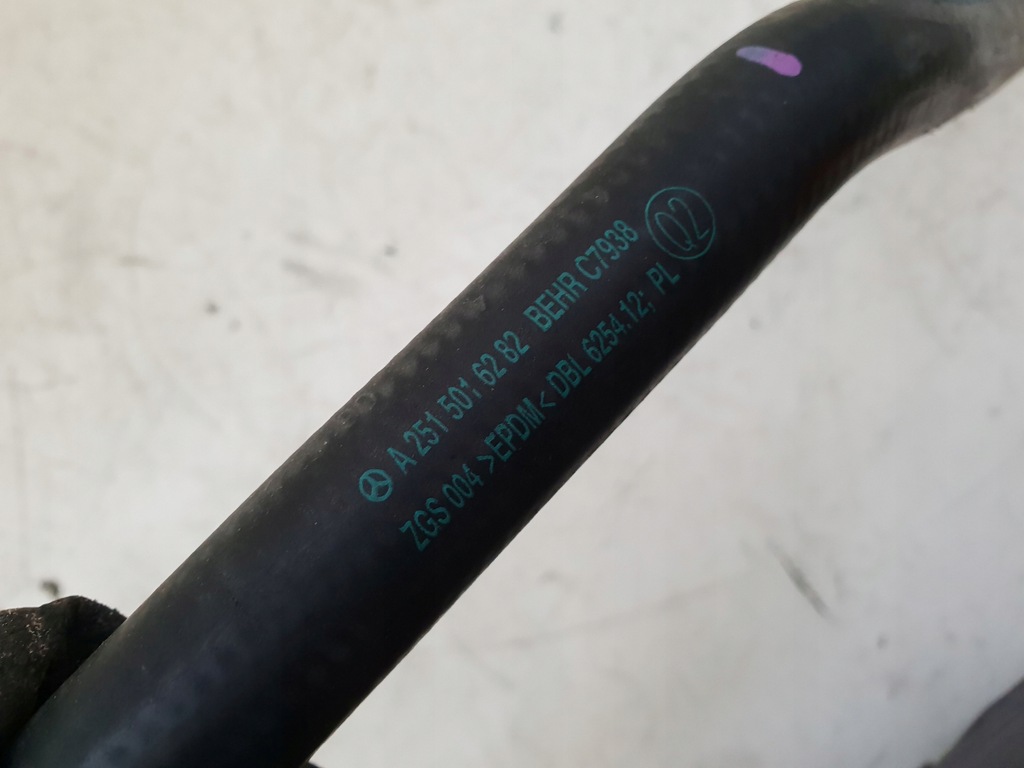 A 251 501 62 82 BEHR C7938
ZGS 004 >EPDM< DBL 6254.12; PL
Q2